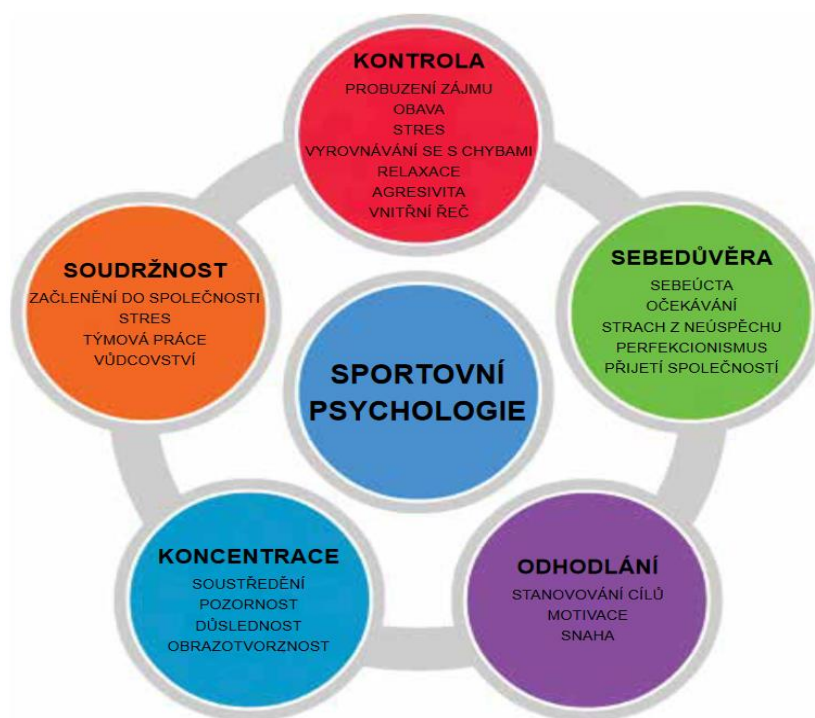 KONTROLA
PROBUZENÍ ZÁJMU
OBAVA
STRES
VYROVNÁVÁNÍ SE S CHYBAMI
RELAXACE
AGRESIVITA
VNITŘNÍ ŘEČ
SOUDRŽNOST
ZAČLENĚNÍ DO SPOLEČNOSTI
STRES
TÝMOVÁ PRÁCE
VŮDCOVSTVÍ
SEBEDŮVĚRA
SEBEÚCTA
OČEKÁVÁNÍ
STRACH Z NEÚSPĚCHU
PERFEKCIONISMUS
PŘIJETÍ SPOLEČNOSTÍ
SPORTOVNÍ
PSYCHOLOGIE
KONCENTRACE
SOUSTŘEDĚNÍ
POZORNOST
DŮSLEDNOST
OBRAZOTVORZNOST
ODHODLÁNÍ
STANOVOVÁNÍ CÍLŮ
MOTIVACE
SNAHA